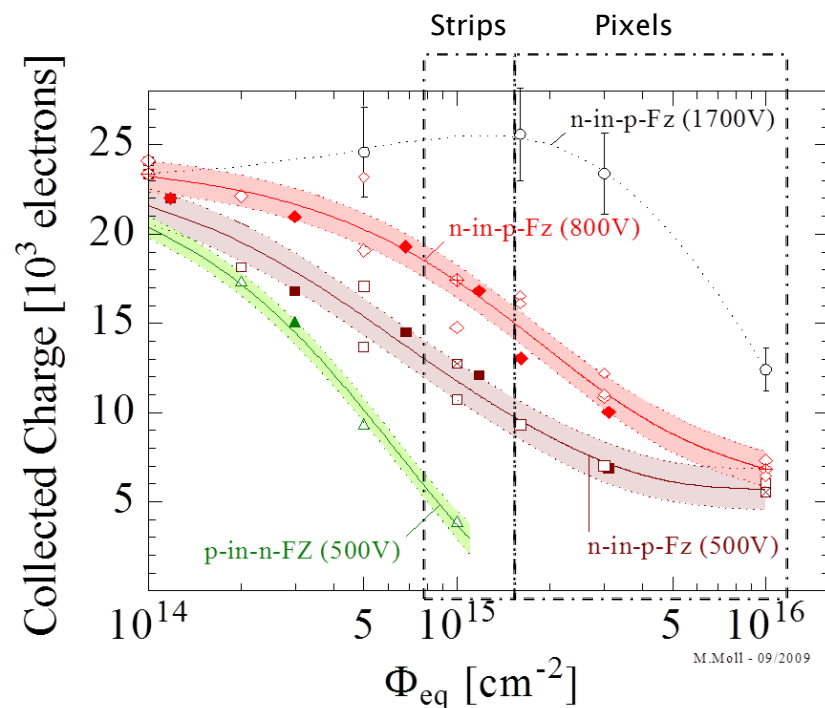 Strips Pixels
n-in-p-Fz (1700V)
n-in-p-Fz (800V)
p-in-n-FZ (500V)
n-in-p-Fz (500V)
Collected Charge [10³ electrons]
25
20
15
10
5
10¹⁴ 5 10¹⁵ 5 10¹⁶
M.Moll - 09/2009
Φeq [cm⁻²]